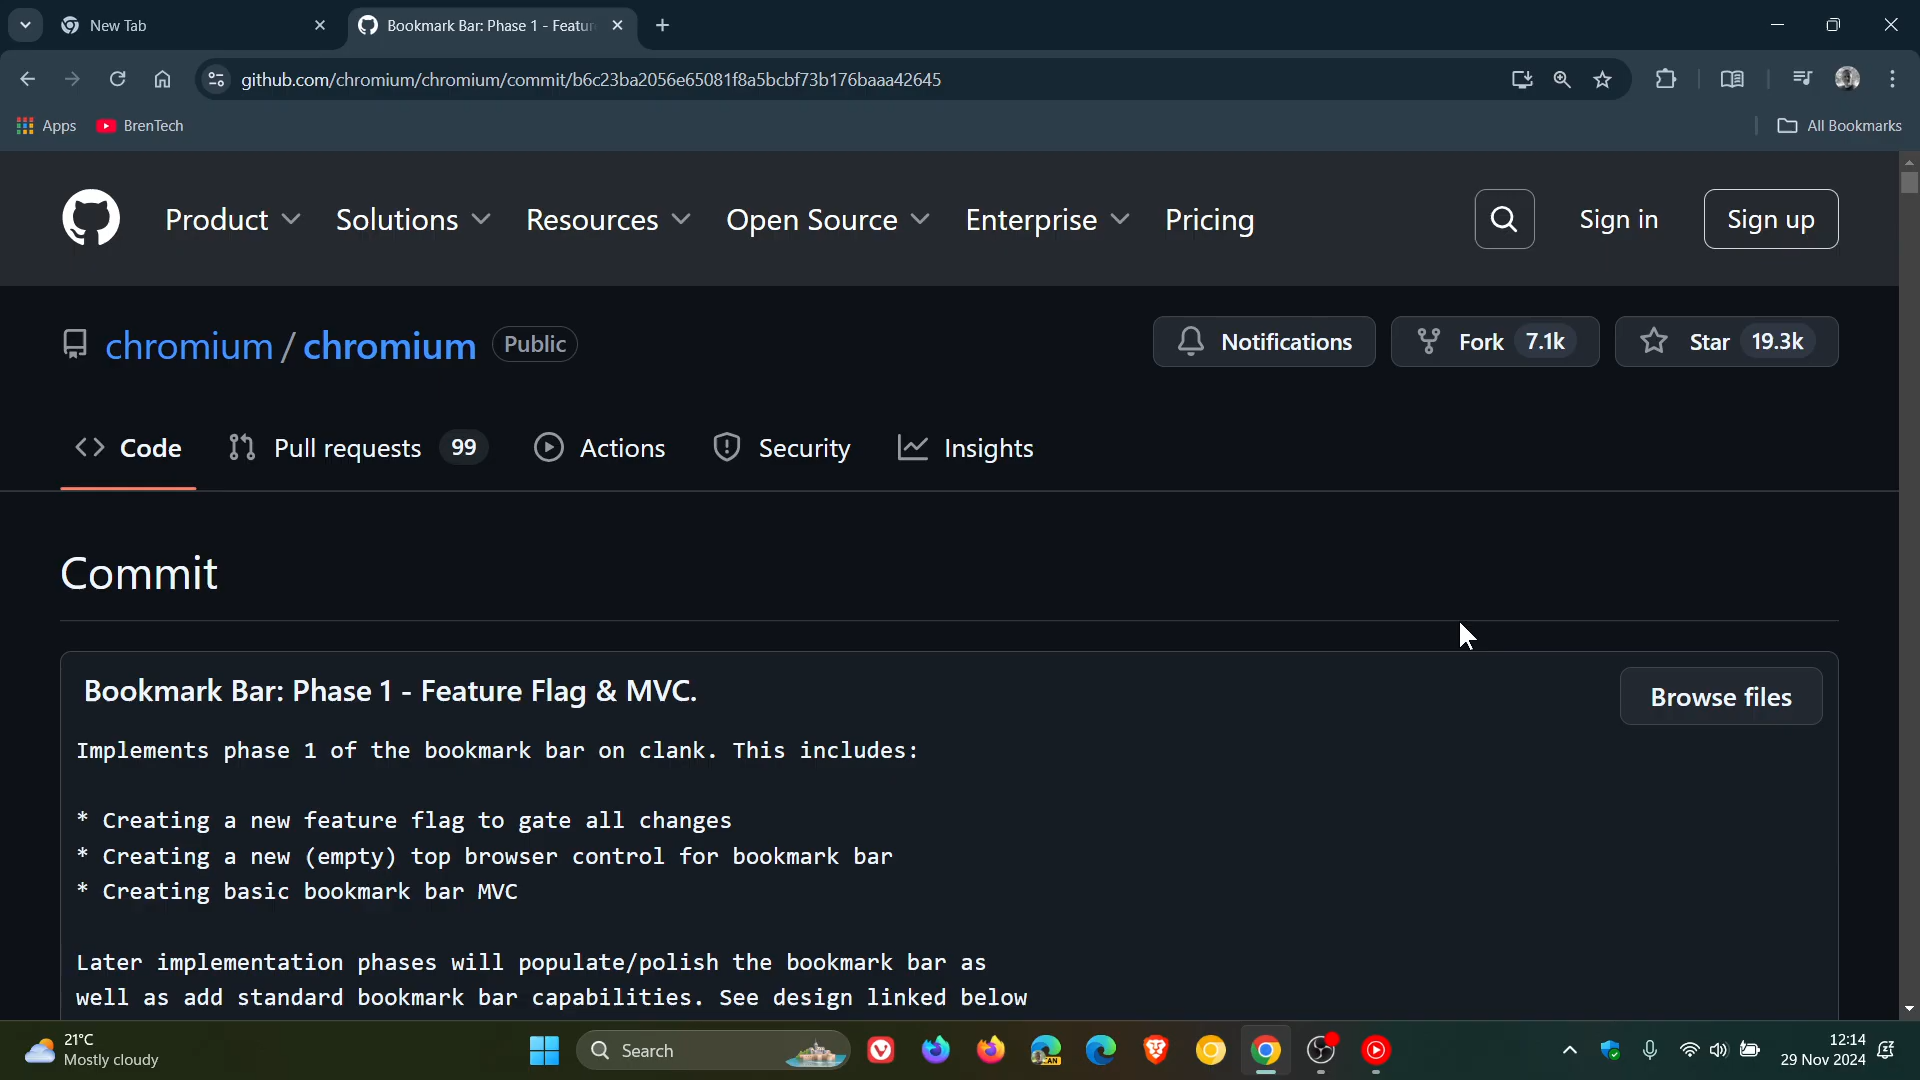 New Tab
Bookmark Bar: Phase 1 - Featur
github.com/chromium/chromium/commit/b6c23ba2056e65081f8a5bcbf73b176baaa42645
Apps
BrenTech
All Bookmarks
Product
Solutions
Resources
Open Source
Enterprise
Pricing
Sign in
Sign up
chromium / chromium Public
Notifications
Fork 7.1k
Star 19.3k
Code
Pull requests 99
Actions
Security
Insights
Commit
Bookmark Bar: Phase 1 - Feature Flag & MVC.
Browse files
Implements phase 1 of the bookmark bar on clank. This includes:
* Creating a new feature flag to gate all changes
* Creating a new (empty) top browser control for bookmark bar
* Creating basic bookmark bar MVC
Later implementation phases will populate/polish the bookmark bar as
well as add standard bookmark bar capabilities. See design linked below
21°C
Mostly cloudy
Search
CAN
12:14
29 Nov 2024